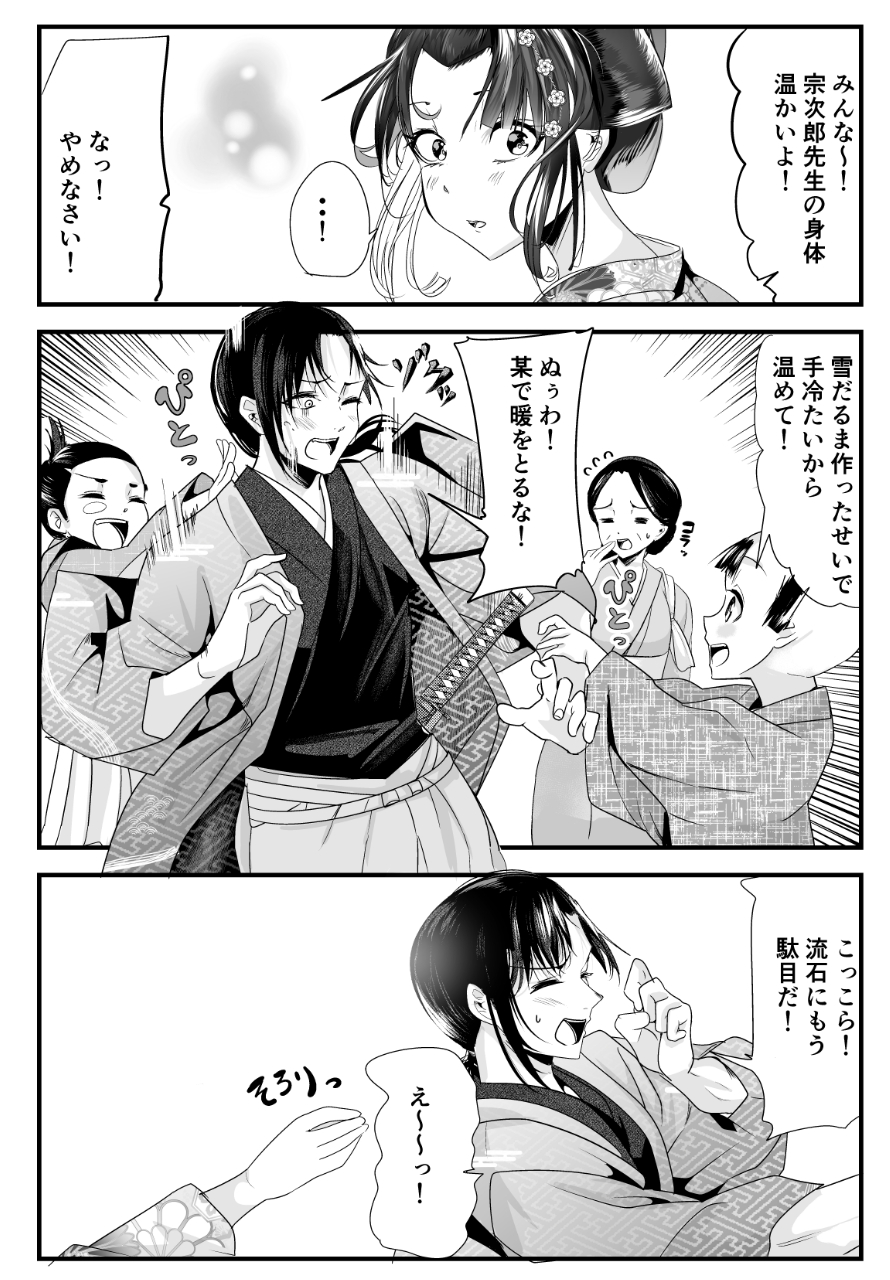 みんな〜！
宗次郎先生の身体
温かいよ！
・・！
なっ！
やめなさい！
雪だるま作ったせいで
手冷たいから
温めて！
コラっ
ぴとっ
ぬぅわ！
某で暖をとるな！
ぴとっ
こっこら！
流石にもう
駄目だ！
え〜〜っ！
そろりっ